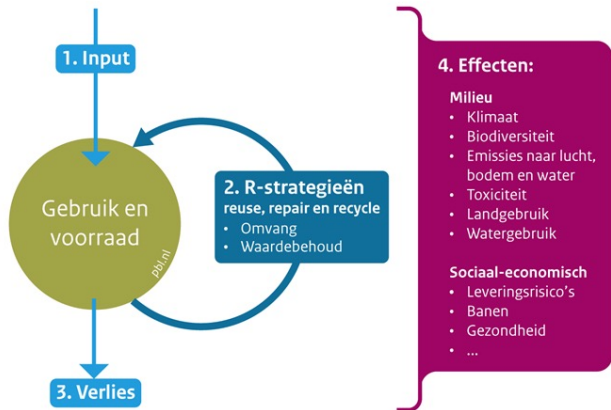 1. Input
Gebruik en
voorraad
pbl.nl
2. R-strategieën
reuse, repair en recycle
• Omvang
• Waardebehoud
3. Verlies
4. Effecten:
Milieu
• Klimaat
• Biodiversiteit
• Emissies naar lucht,
bodem en water
• Toxiciteit
• Landgebruik
• Watergebruik
Sociaal-economisch
• Leveringsrisico's
• Banen
• Gezondheid
• ...